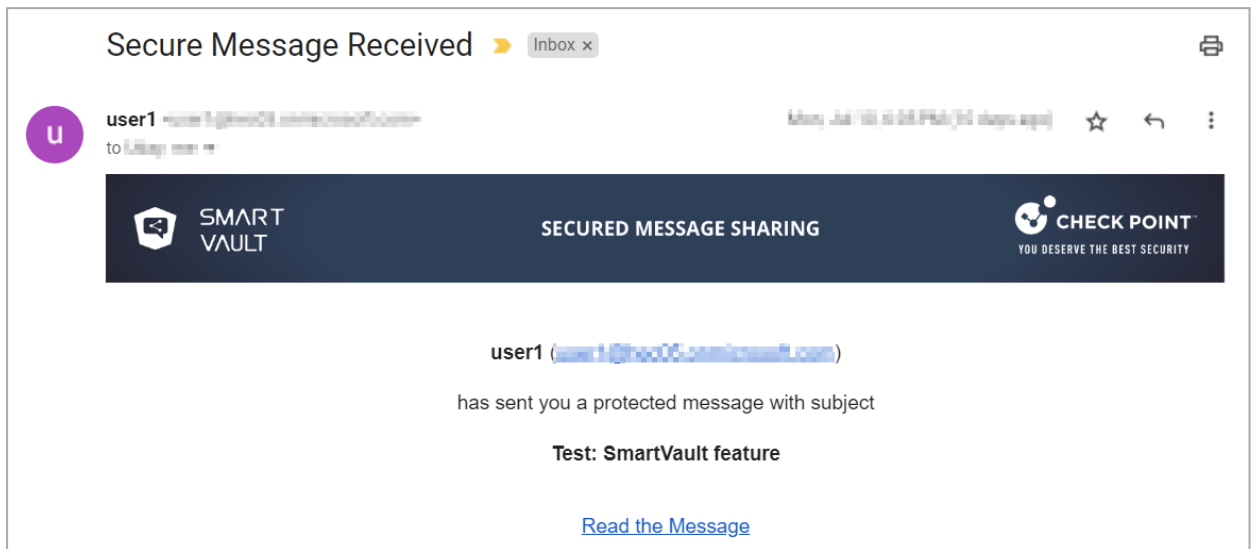 Secure Message Received Inbox ×
user1
u
to
SMART
VAULT
SECURED MESSAGE SHARING
CHECK POINT™
YOU DESERVE THE BEST SECURITY
user1 ( )
has sent you a protected message with subject
Test: SmartVault feature
Read the Message